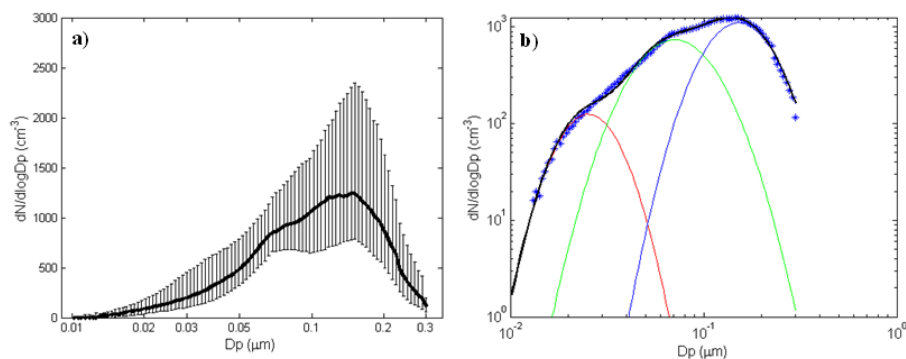 a)
3000
2500
2000
1500
1000
500
0
dN/dlogDp (cm⁻³)
0.01 0.02 0.03 0.05 0.1 0.2 0.3
Dp (μm)
b)
10³
10²
10¹
10⁰
dN/dlogDp (cm⁻³)
10⁻² 10⁻¹ 10⁰
Dp (μm)